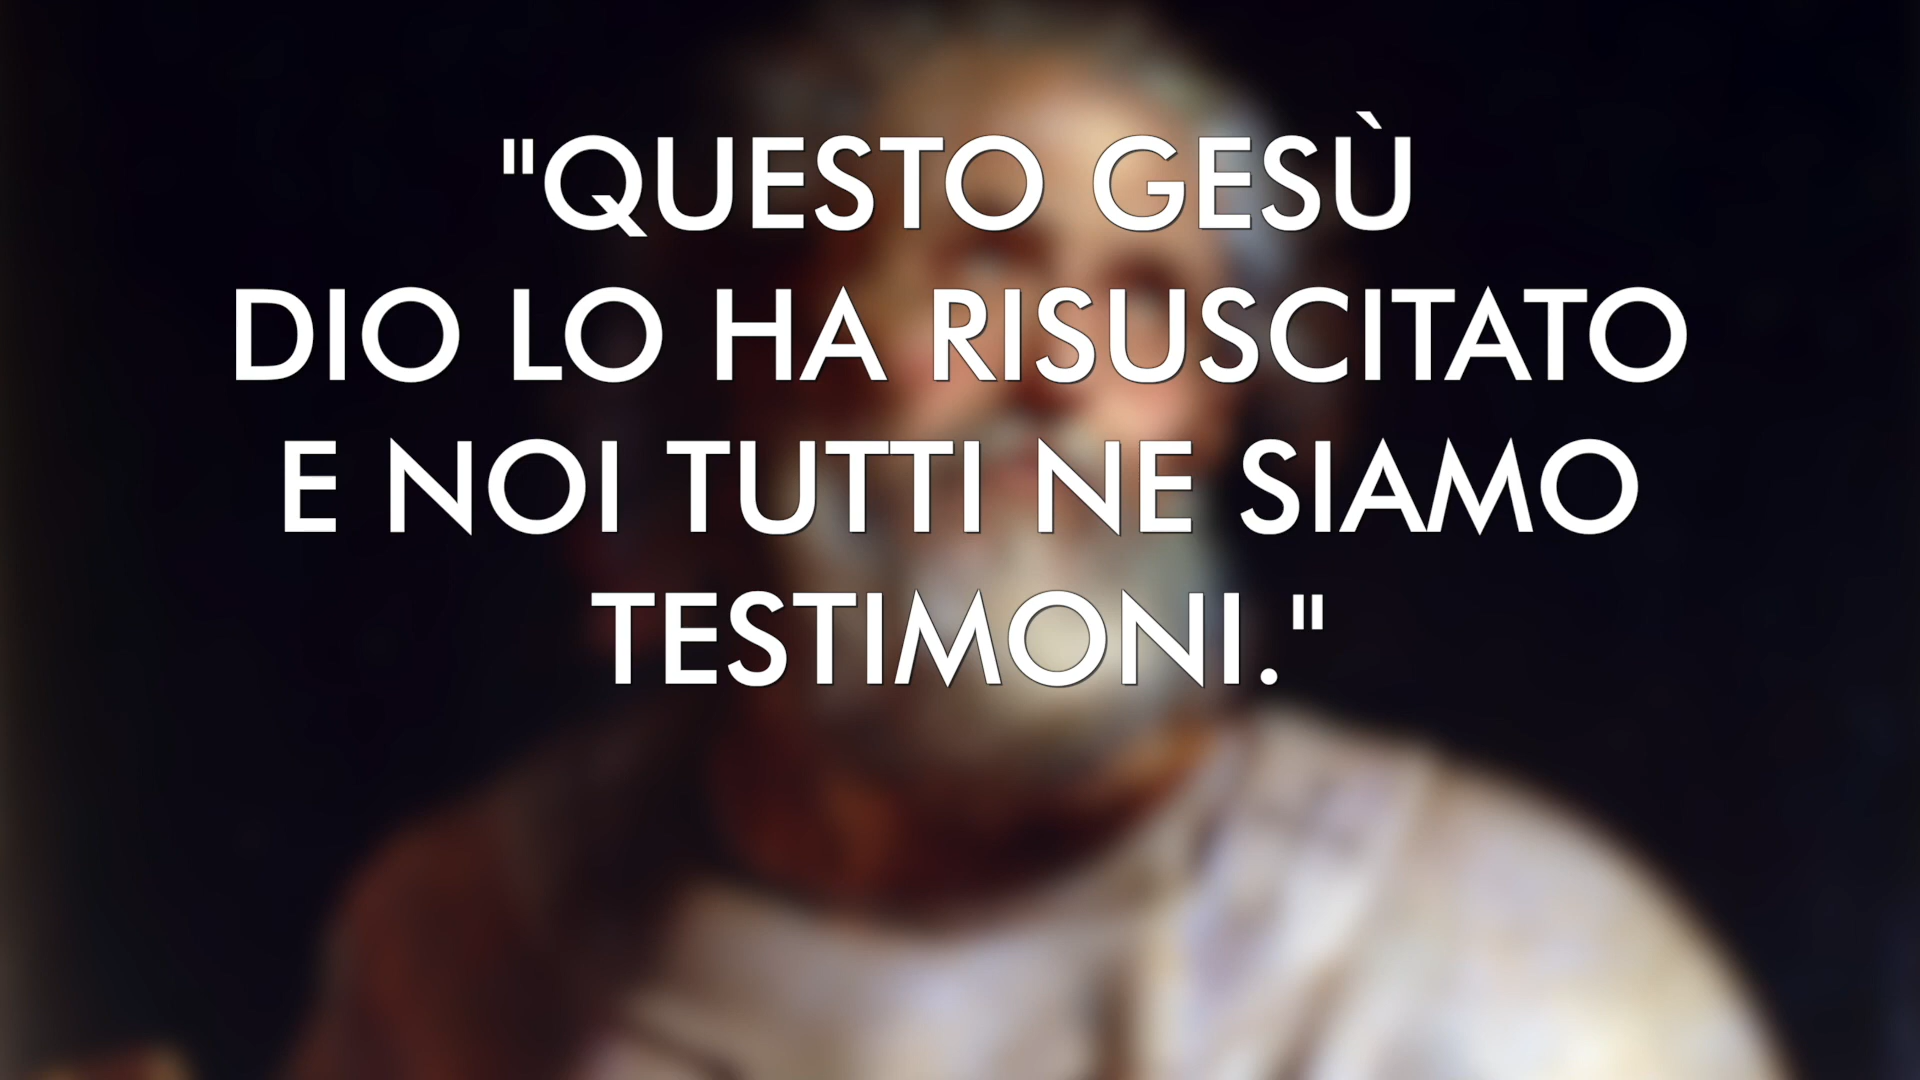 "QUESTO GESÙ
DIO LO HA RISUSCITATO
E NOI TUTTI NE SIAMO
TESTIMONI."